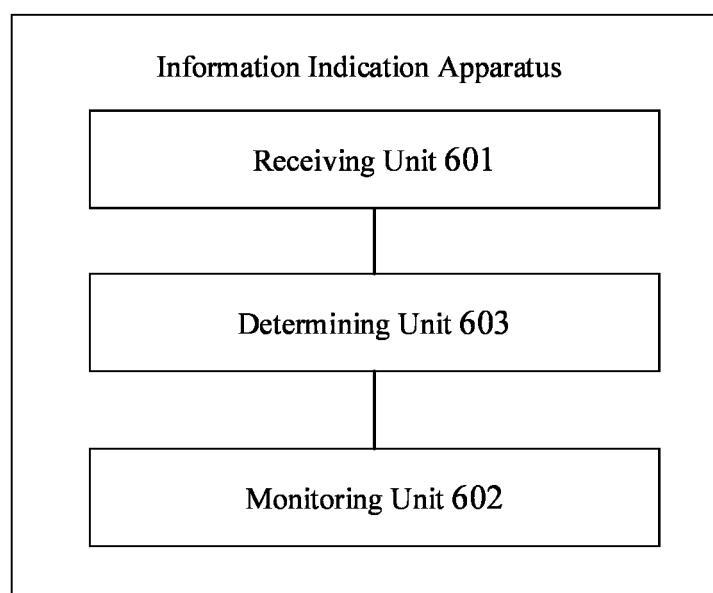 Information Indication Apparatus
Receiving Unit 601
Determining Unit 603
Monitoring Unit 602